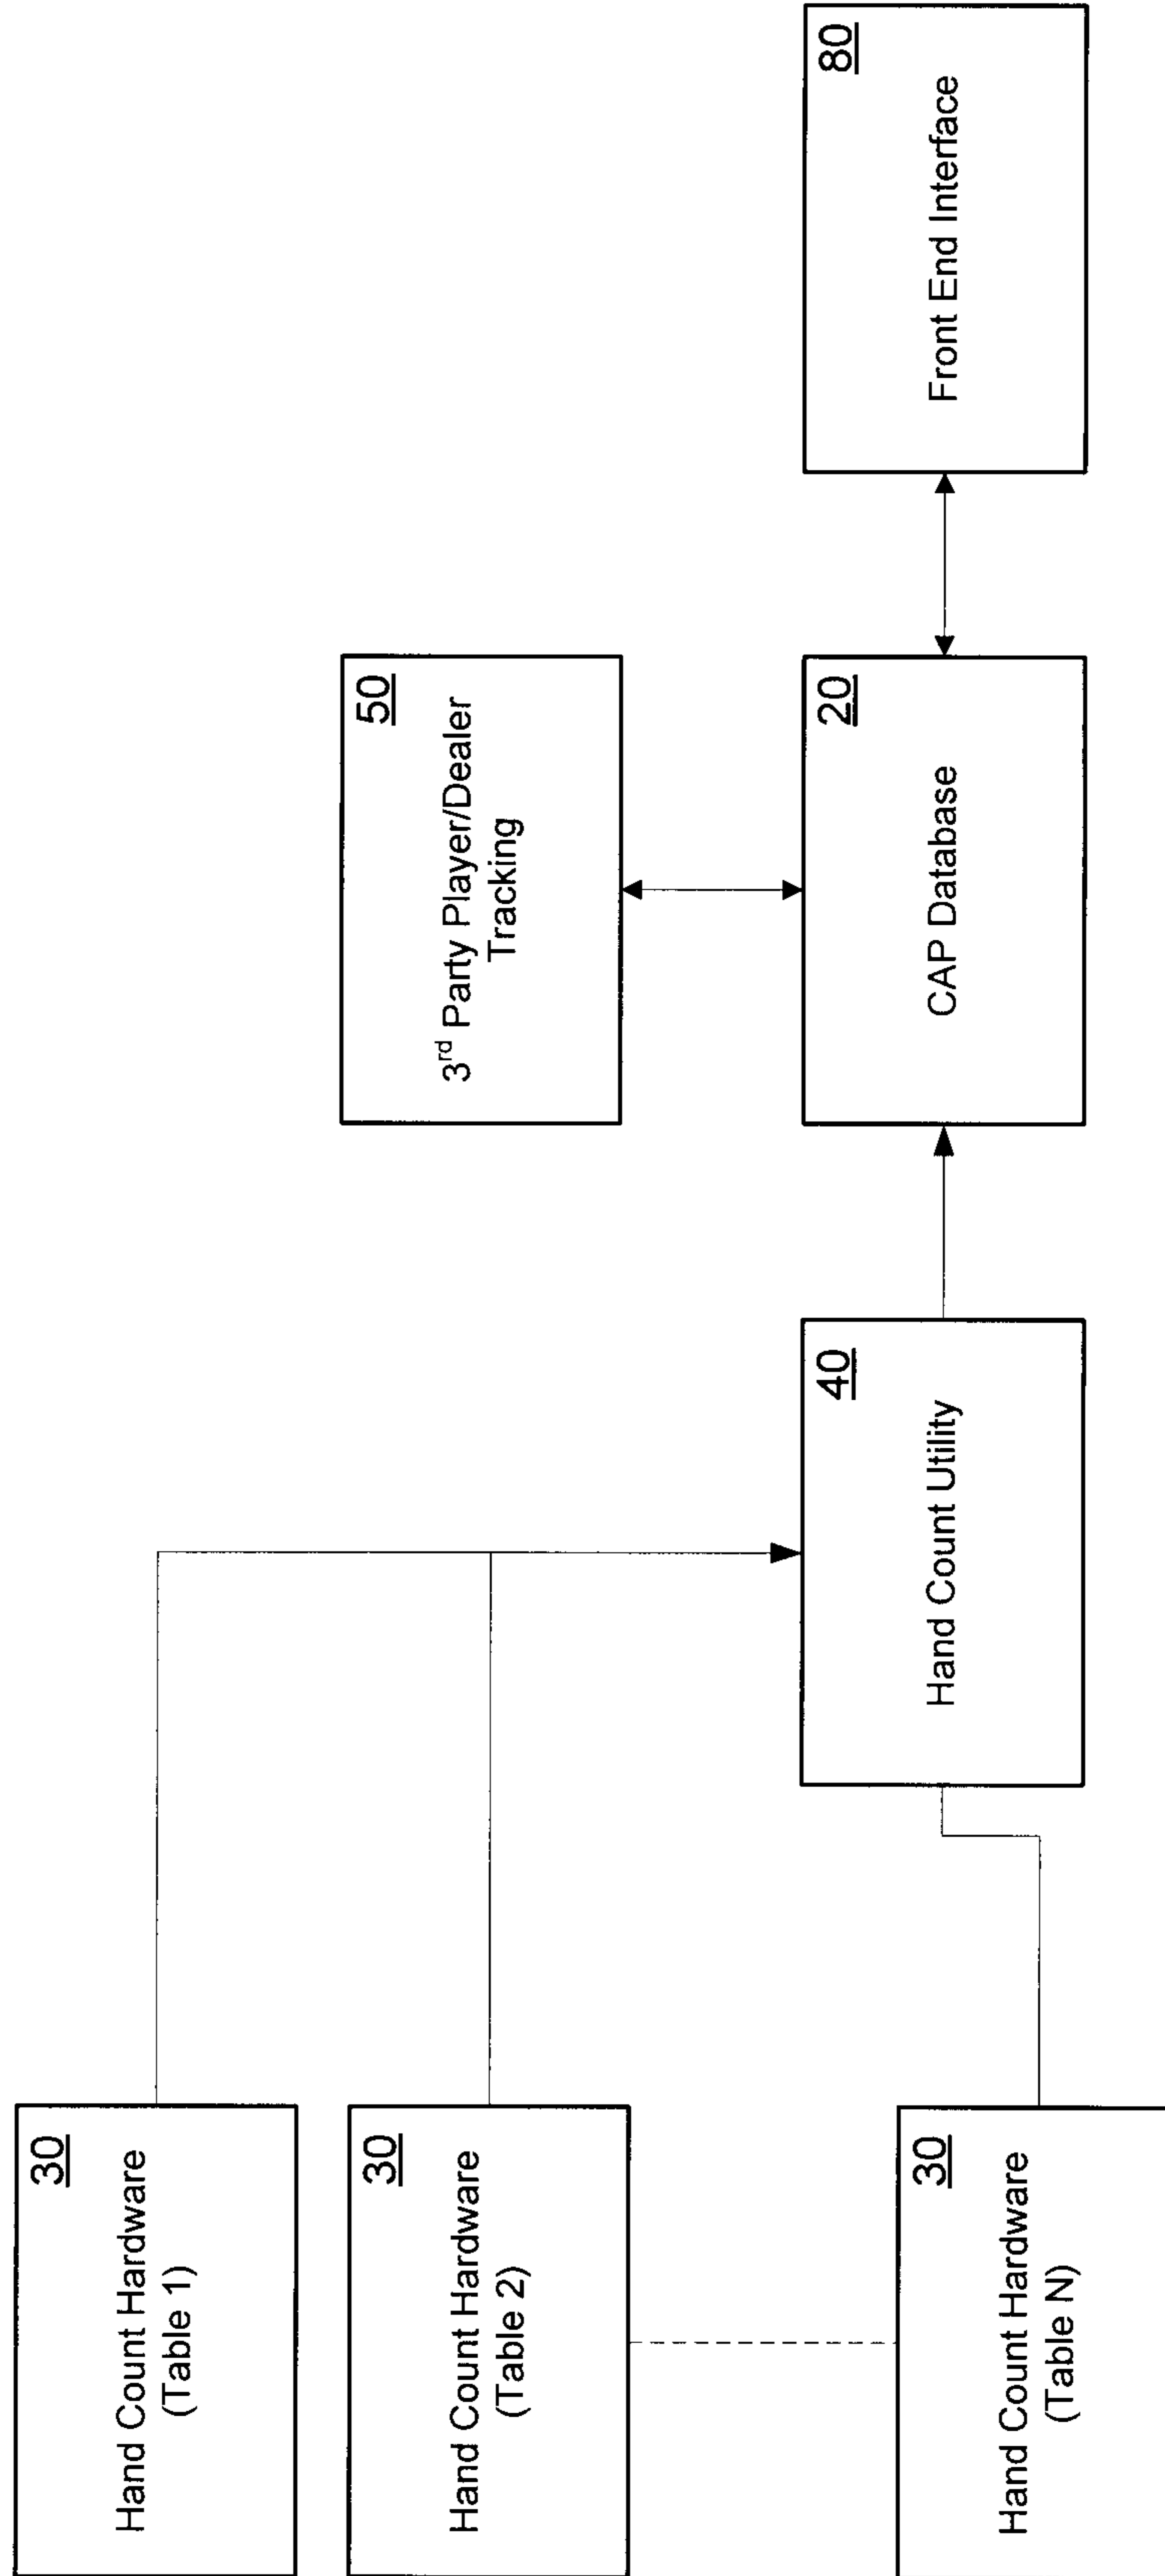 30
Hand Count Hardware
(Table 1)
30
Hand Count Hardware
(Table 2)
30
Hand Count Hardware
(Table N)
40
Hand Count Utility
50
3rd Party Player/Dealer
Tracking
20
CAP Database
80
Front End Interface